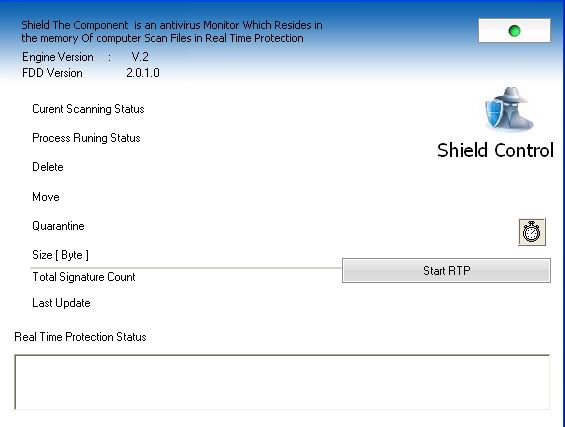 Shield The Component is an antivirus Monitor Which Resides in
the memory Of computer Scan Files in Real Time Protection
Engine Version : V.2
FDD Version 2.0.1.0
Curent Scanning Status
Process Runing Status
Shield Control
Delete
Move
Quarantine
Size [ Byte ]
Start RTP
Total Signature Count
Last Update
Real Time Protection Status